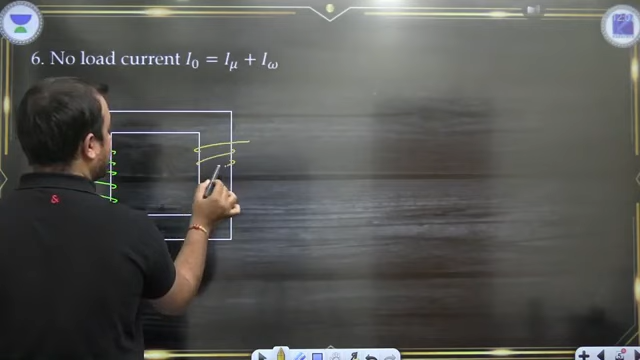 6. No load current I₀ = I_μ + I_ω